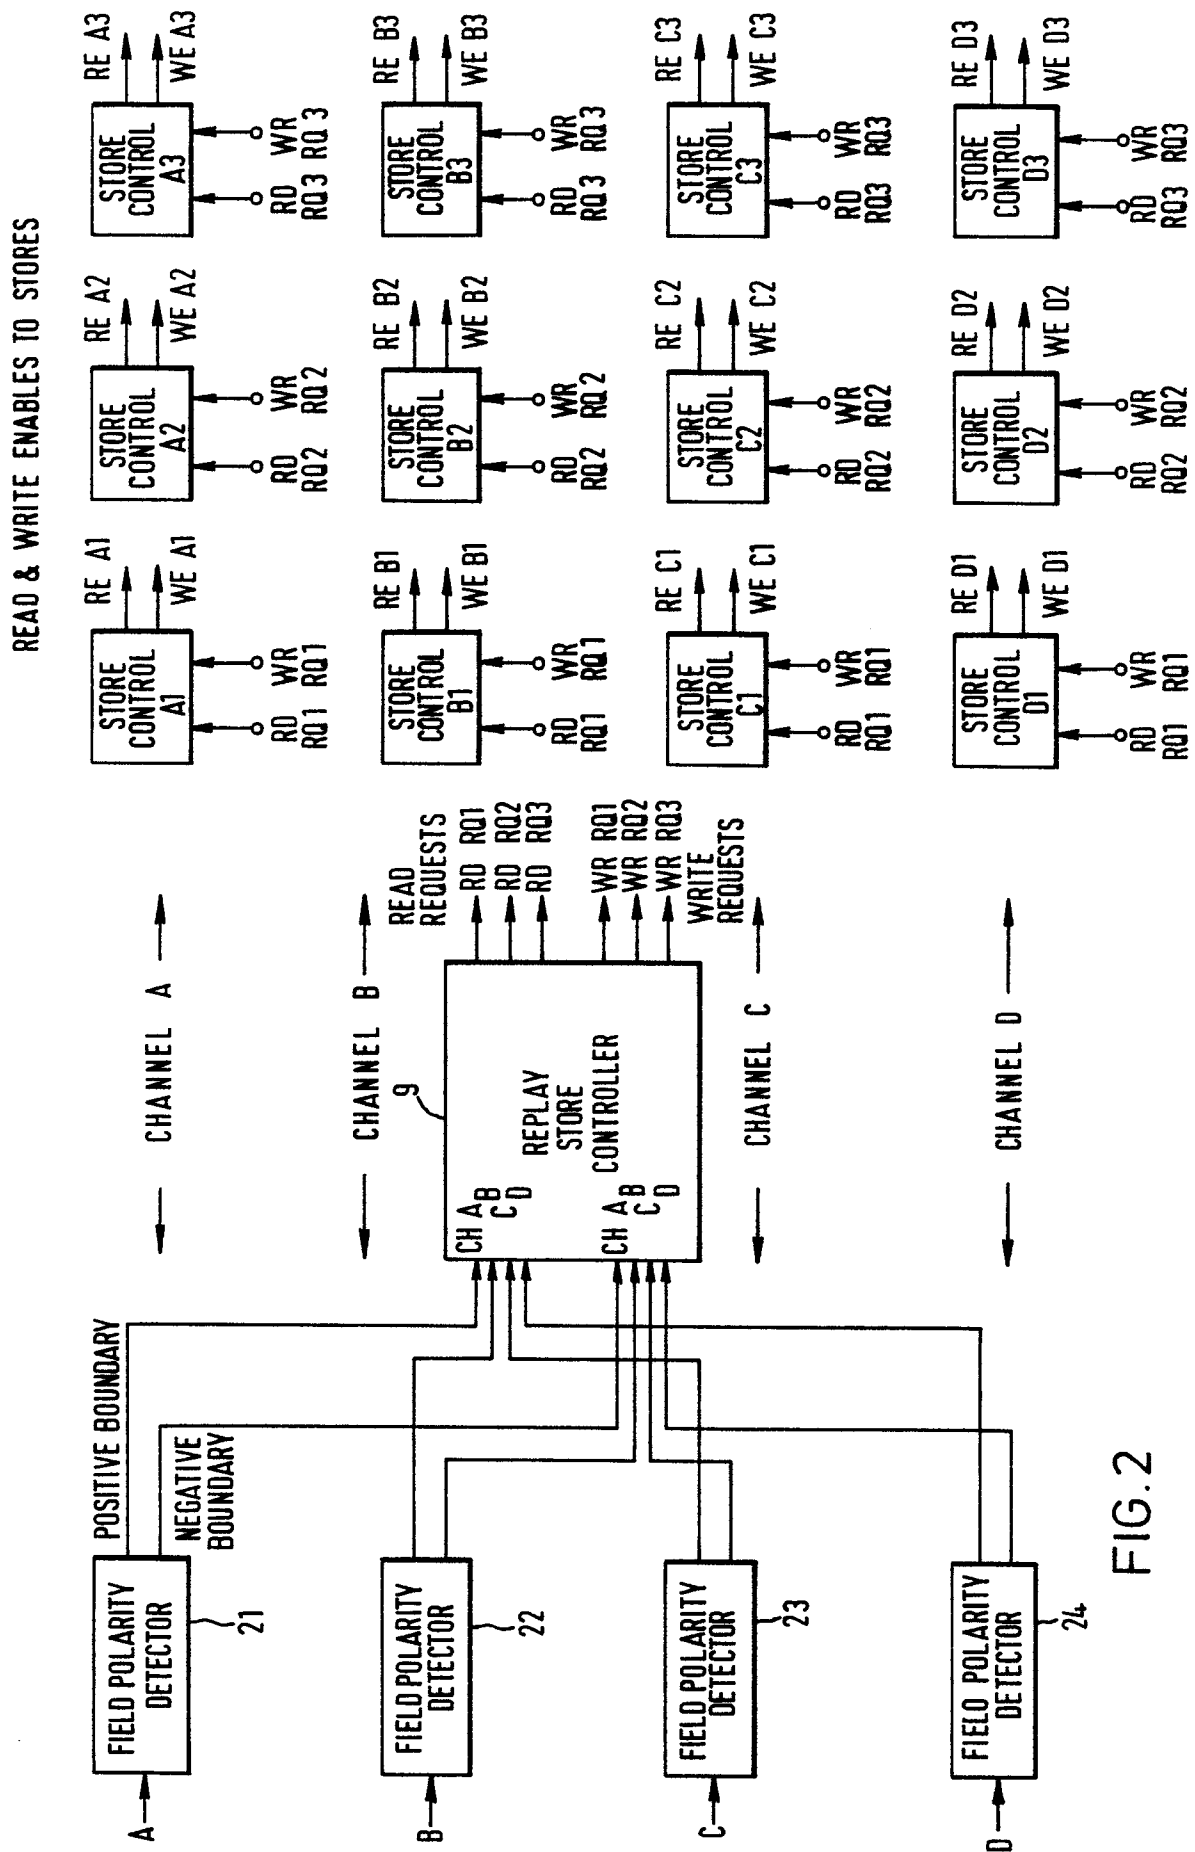 READ & WRITE ENABLES TO STORES
A
FIELD POLARITY
DETECTOR
21
POSITIVE BOUNDARY
NEGATIVE
BOUNDARY
CHANNEL A
STORE
CONTROL
A1
RE A1
WE A1
RD
RQ1
WR
RQ1
STORE
CONTROL
A2
RE A2
WE A2
RD
RQ2
WR
RQ2
STORE
CONTROL
A3
RE A3
WE A3
RD
RQ3
WR
RQ3
B
FIELD POLARITY
DETECTOR
22
CHANNEL B
STORE
CONTROL
B1
RE B1
WE B1
RD
RQ1
WR
RQ1
STORE
CONTROL
B2
RE B2
WE B2
RD
RQ2
WR
RQ2
STORE
CONTROL
B3
RE B3
WE B3
RD
RQ3
WR
RQ3
9
CH A
B
C
D
CH A
B
C
D
REPLAY
STORE
CONTROLLER
READ
REQUESTS
RD RQ1
RD RQ2
RD RQ3
WR RQ1
WR RQ2
WR RQ3
WRITE
REQUESTS
C
FIELD POLARITY
DETECTOR
23
CHANNEL C
STORE
CONTROL
C1
RE C1
WE C1
RD
RQ1
WR
RQ1
STORE
CONTROL
C2
RE C2
WE C2
RD
RQ2
WR
RQ2
STORE
CONTROL
C3
RE C3
WE C3
RD
RQ3
WR
RQ3
D
FIELD POLARITY
DETECTOR
24
CHANNEL D
STORE
CONTROL
D1
RE D1
WE D1
RD
RQ1
WR
RQ1
STORE
CONTROL
D2
RE D2
WE D2
RD
RQ2
WR
RQ2
STORE
CONTROL
D3
RE D3
WE D3
RD
RQ3
WR
RQ3
FIG.2